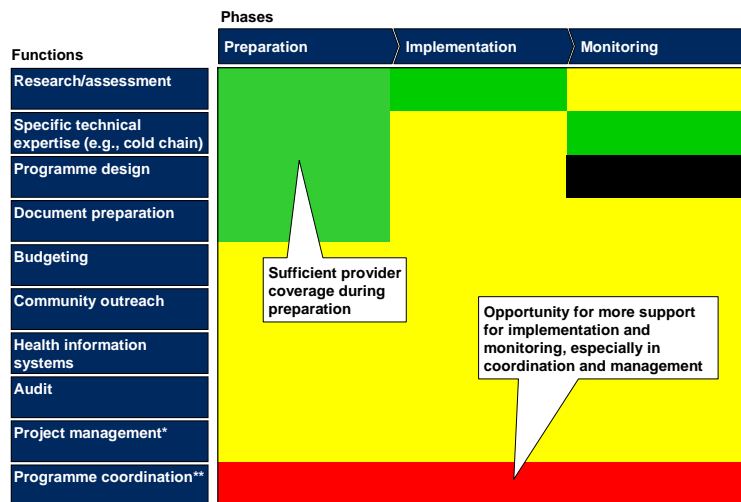 Phases
Functions
Preparation
Implementation
Monitoring
Research/assessment
Specific technical
expertise (e.g., cold chain)
Programme design
Document preparation
Budgeting
Community outreach
Health information
systems
Audit
Project management*
Programme coordination**
Sufficient provider
coverage during
preparation
Opportunity for more support
for implementation and
monitoring, especially in
coordination and management